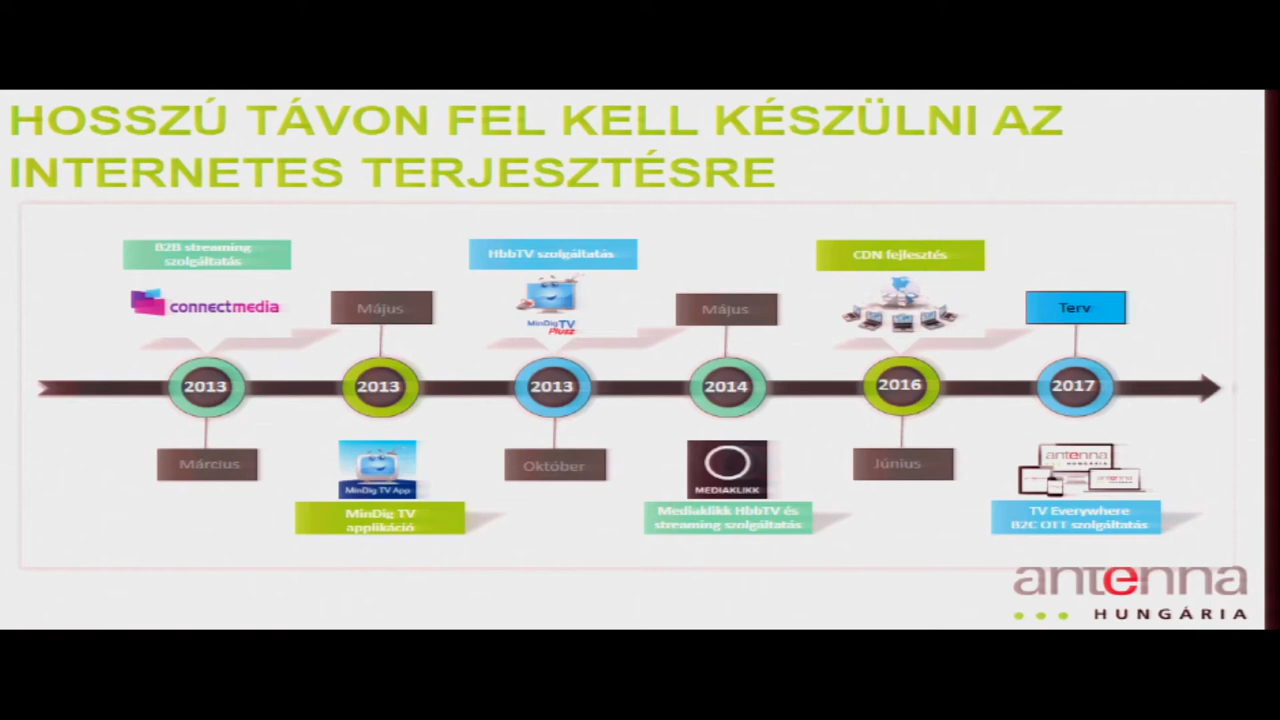 HOSSZÚ TÁVON FEL KELL KÉSZÜLNI AZ
INTERNETES TERJESZTÉSRE
B2B streaming
szolgáltatás
connectmedia
Május
HbbTV szolgáltatás
MinDig TV
Plusz
Május
CDN fejlesztés
Terv
2013
2013
2013
2014
2016
2017
Március
MinDig TV App
MinDig TV
applikáció
Október
MEDIAKLIKK
Mediaklikk HbbTV és
streaming szolgáltatás
Június
antenna
HUNGÁRIA
TV Everywhere
B2C OTT szolgáltatás
antenna
HUNGÁRIA